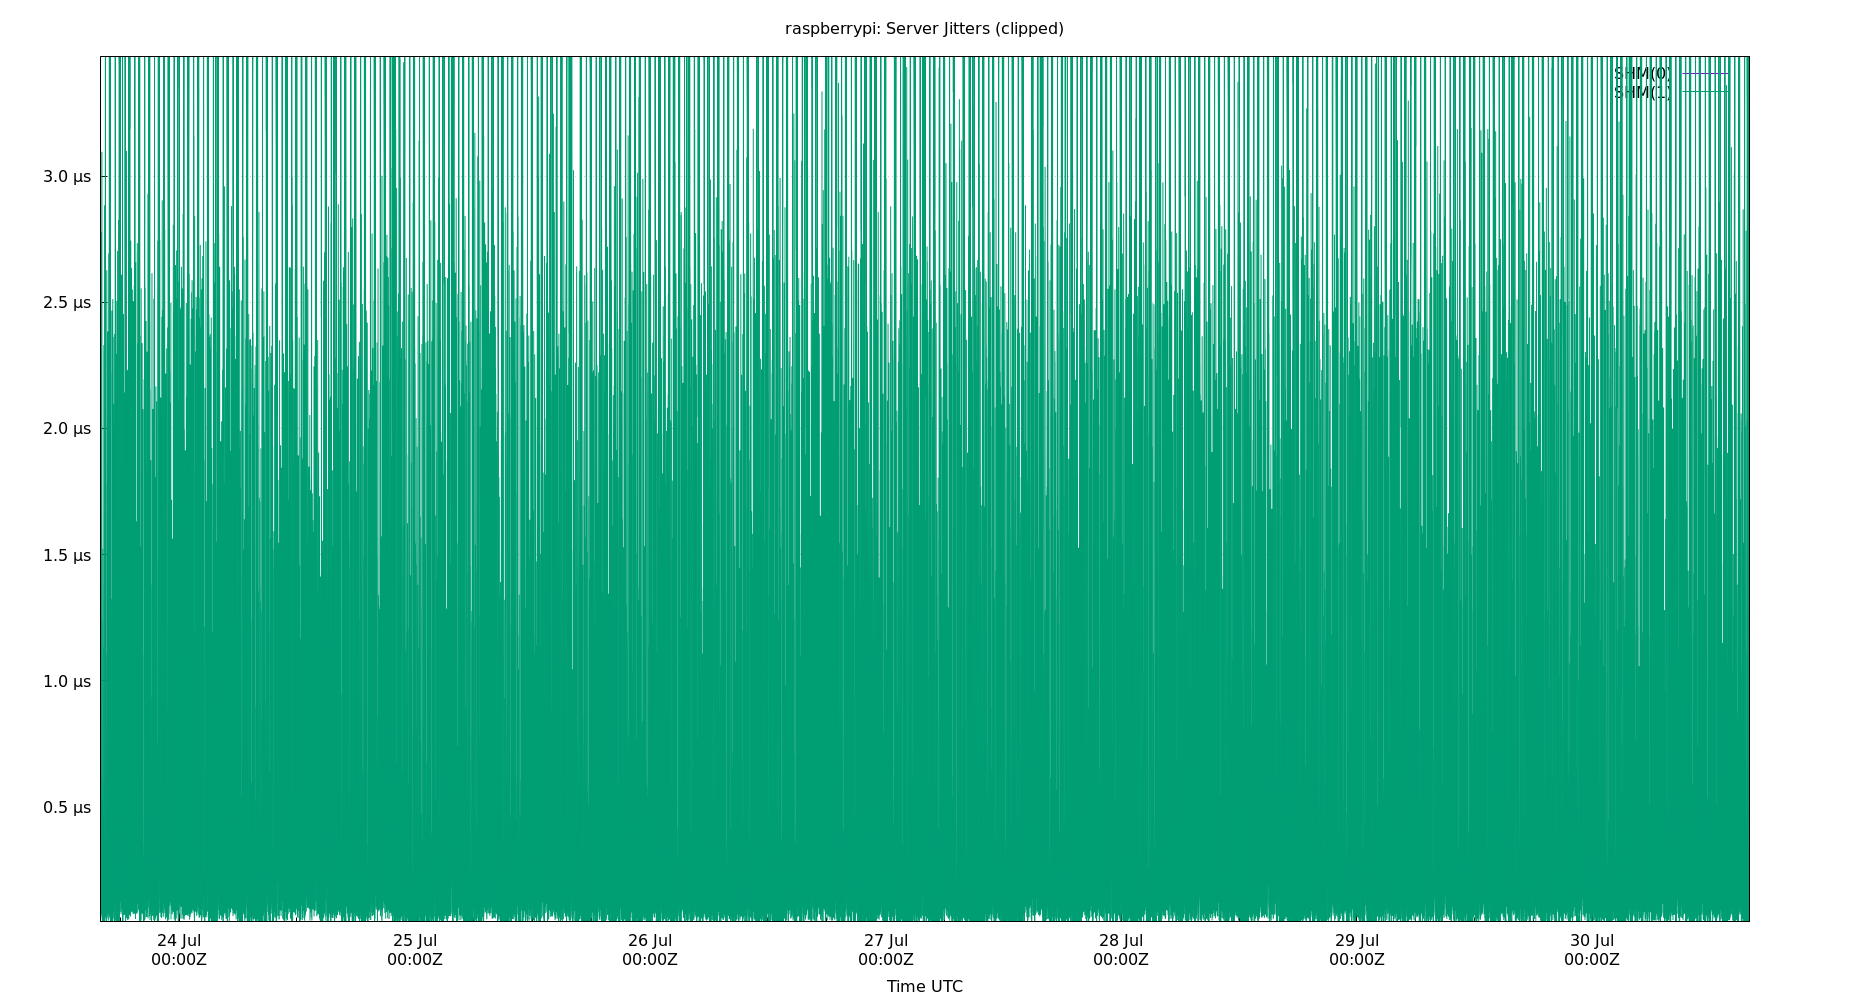 raspberrypi: Server Jitters (clipped)
SHM(0)
SHM(1)
3.0 µs
2.5 µs
2.0 µs
1.5 µs
1.0 µs
0.5 µs
24 Jul
00:00Z
25 Jul
00:00Z
26 Jul
00:00Z
27 Jul
00:00Z
28 Jul
00:00Z
29 Jul
00:00Z
30 Jul
00:00Z
Time UTC